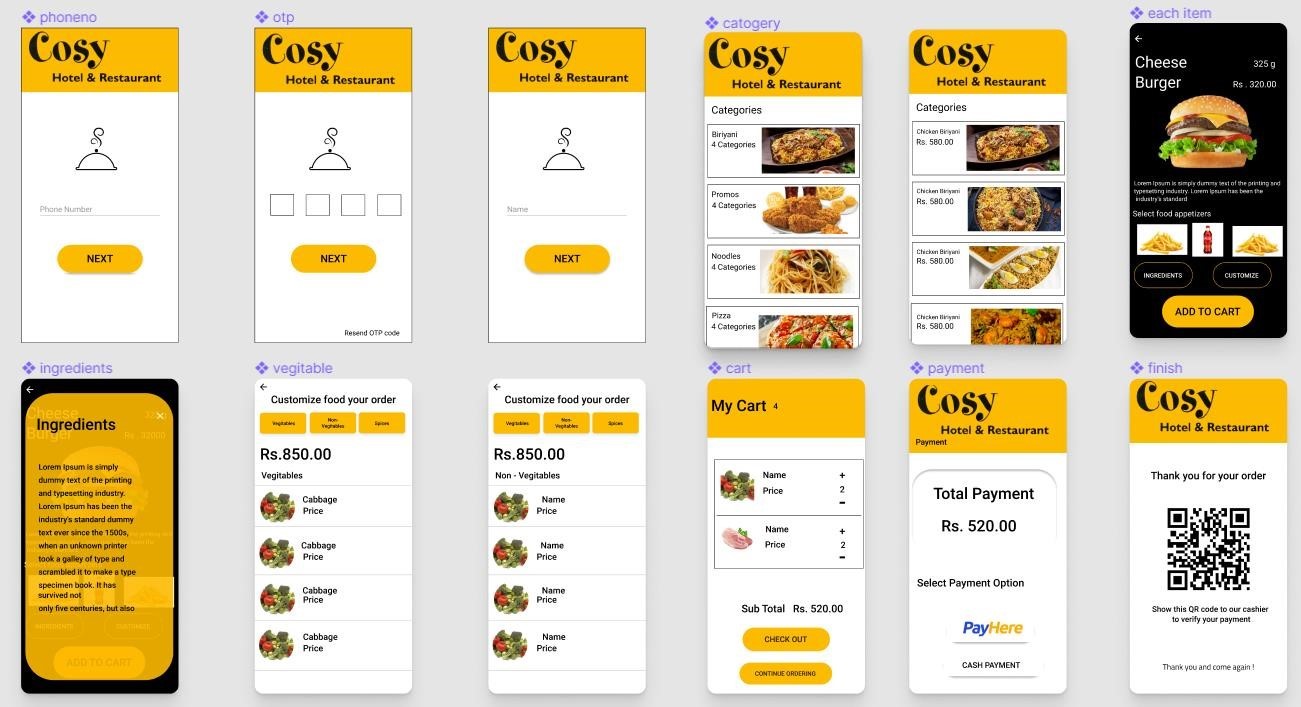 phoneno
Cosy
Hotel & Restaurant
Phone Number
NEXT
otp
Cosy
Hotel & Restaurant
NEXT
Resend OTP code
Cosy
Hotel & Restaurant
Name
NEXT
catogery
Cosy
Hotel & Restaurant
Categories
Biriyani
4 Categories
Promos
4 Categories
Noodles
4 Categories
Pizza
4 Categories
Cosy
Hotel & Restaurant
Categories
Chicken Biriyani
Rs. 580.00
Chicken Biriyani
Rs. 580.00
Chicken Biriyani
Rs. 580.00
Chicken Biriyani
Rs. 580.00
each item
Cheese
Burger
325 g
Rs . 320.00
Lorem Ipsum is simply dummy text of the printing and
typesetting industry. Lorem Ipsum has been the
industry's standard
Select food appetizers
INGREDIENTS
CUSTOMIZE
ADD TO CART
ingredients
Cheese
Burger
325
Rs . 32000
Ingredients
Lorem Ipsum is simply
dummy text of the printing
and typesetting industry.
Lorem Ipsum has been the
industry's standard dummy
text ever since the 1500s,
when an unknown printer
took a galley of type and
scrambled it to make a type
specimen book. It has
survived not
only five centuries, but also
INGREDIENTS
CUSTOMIZE
ADD TO CART
vegitable
Customize food your order
Vegitables
Non-
Vegitables
Spices
Rs.850.00
Vegitables
Cabbage
Price
Cabbage
Price
Cabbage
Price
Cabbage
Price
Customize food your order
Vegitables
Non-
Vegitables
Spices
Rs.850.00
Non - Vegitables
Name
Price
Name
Price
Name
Price
Name
Price
cart
My Cart 4
Name
Price
+
2
-
Name
Price
+
2
-
Sub Total Rs. 520.00
CHECK OUT
CONTINUE ORDERING
payment
Cosy
Hotel & Restaurant
Payment
Total Payment
Rs. 520.00
Select Payment Option
PayHere
CASH PAYMENT
finish
Cosy
Hotel & Restaurant
Thank you for your order
Show this QR code to our cashier
to verify your payment
Thank you and come again !